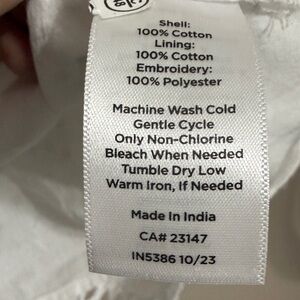 Shell:
100% Cotton
Lining:
100% Cotton
Embroidery:
100% Polyester
Machine Wash Cold
Gentle Cycle
Only Non-Chlorine
Bleach When Needed
Tumble Dry Low
Warm Iron, If Needed
Made In India
CA# 23147
IN5386 10/23